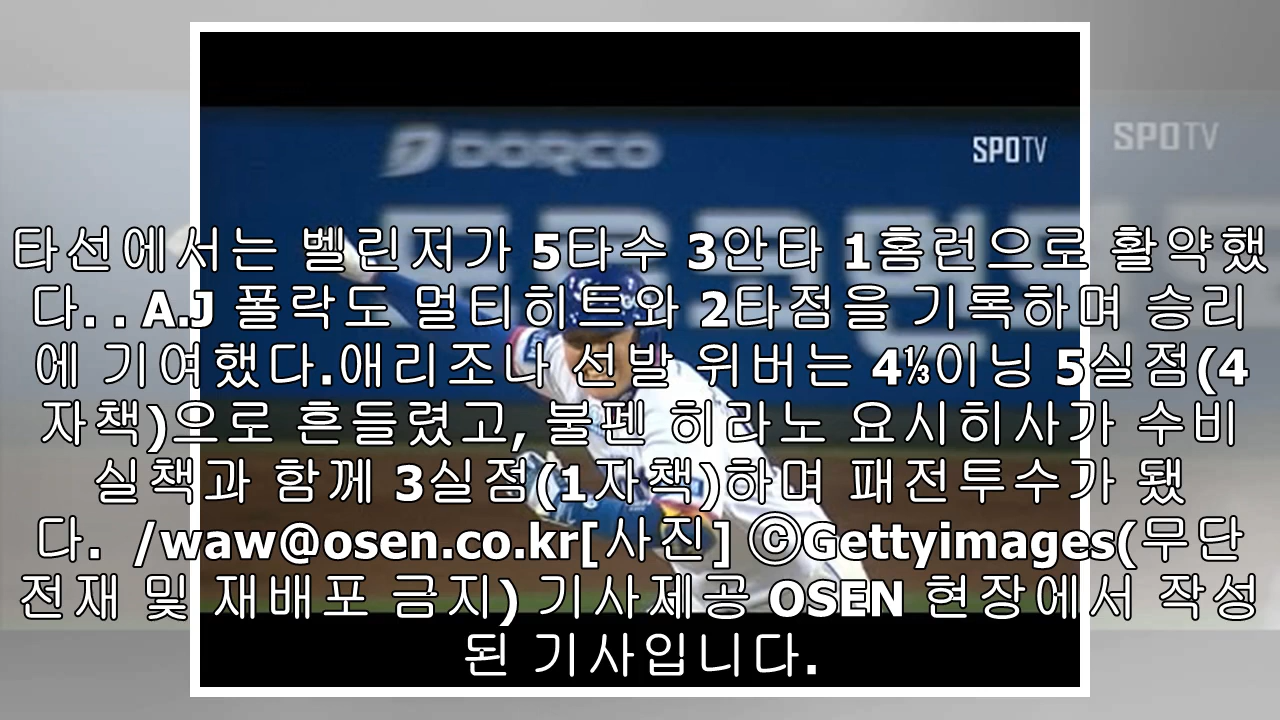 DORCO
SPOTV
SPOTV
타선에서는 벨린저가 5타수 3안타 1홈런으로 활약했
다. . A.J 폴락도 멀티히트와 2타점을 기록하며 승리
에 기여했다.애리조나 선발 위버는 4⅓이닝 5실점(4
자책)으로 흔들렸고, 불펜 히라노 요시히사가 수비
실책과 함께 3실점(1자책)하며 패전투수가 됐
다. /waw@osen.co.kr[사진] ⓒGettyimages(무단
전재 및 재배포 금지) 기사제공 OSEN 현장에서 작성
된 기사입니다.